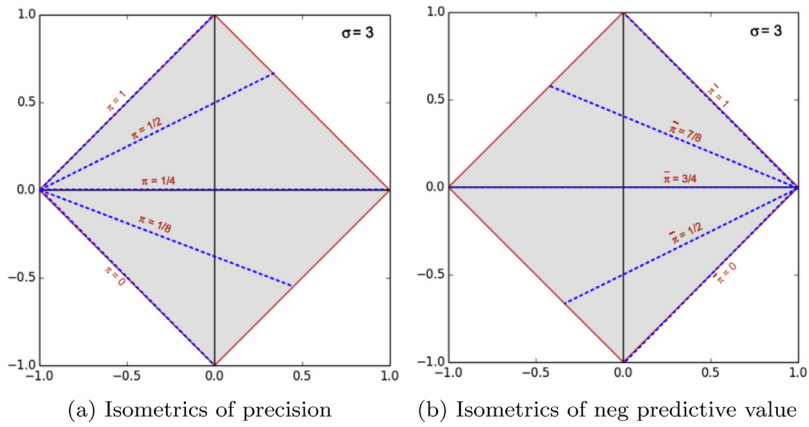 1.0
σ = 3
0.5
0.0
−0.5
−1.0
−1.0
−0.5
0.0
0.5
1.0
π = 1
π = 1/2
π = 1/4
π = 1/8
π = 0
(a) Isometrics of precision
1.0
σ = 3
0.5
0.0
−0.5
−1.0
−1.0
−0.5
0.0
0.5
1.0
π̄ = 1
π̄ = 7/8
π̄ = 3/4
π̄ = 1/2
π̄ = 0
(b) Isometrics of neg predictive value